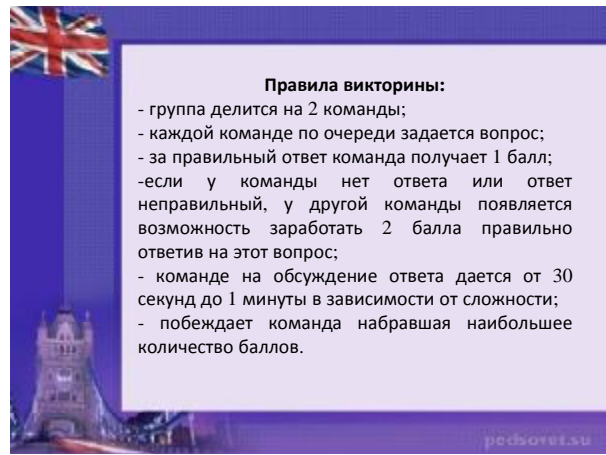 Правила викторины:
- группа делится на 2 команды;
- каждой команде по очереди задается вопрос;
- за правильный ответ команда получает 1 балл;
-если у команды нет ответа или ответ
неправильный, у другой команды появляется
возможность заработать 2 балла правильно
ответив на этот вопрос;
- команде на обсуждение ответа дается от 30
секунд до 1 минуты в зависимости от сложности;
- побеждает команда набравшая наибольшее
количество баллов.
pedsovet.su